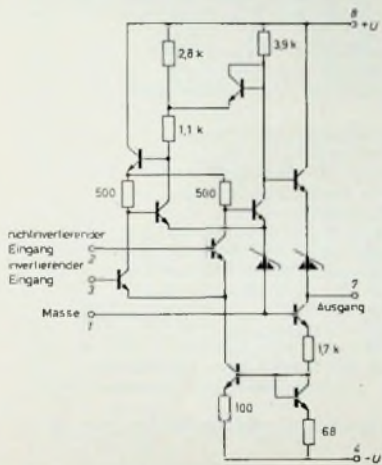 8
+U
2,8 k
3,9k
1,1 k
500
500
nichtinvertierender
Eingang
2
invertierender
Eingang
3
7
Ausgang
Masse
1
1,7 k
100
68
4
-U